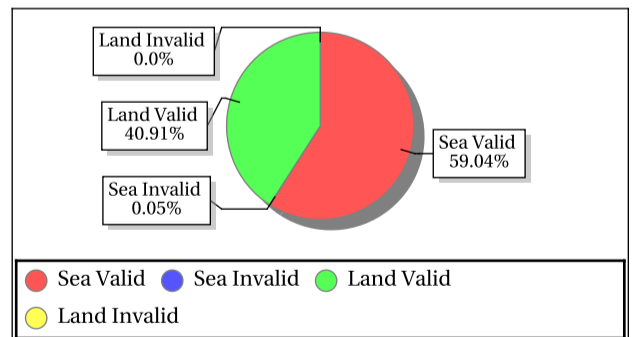 Land Invalid
0.0%
Land Valid
40.91%
Sea Valid
59.04%
Sea Invalid
0.05%
Sea Valid
Sea Invalid
Land Valid
Land Invalid